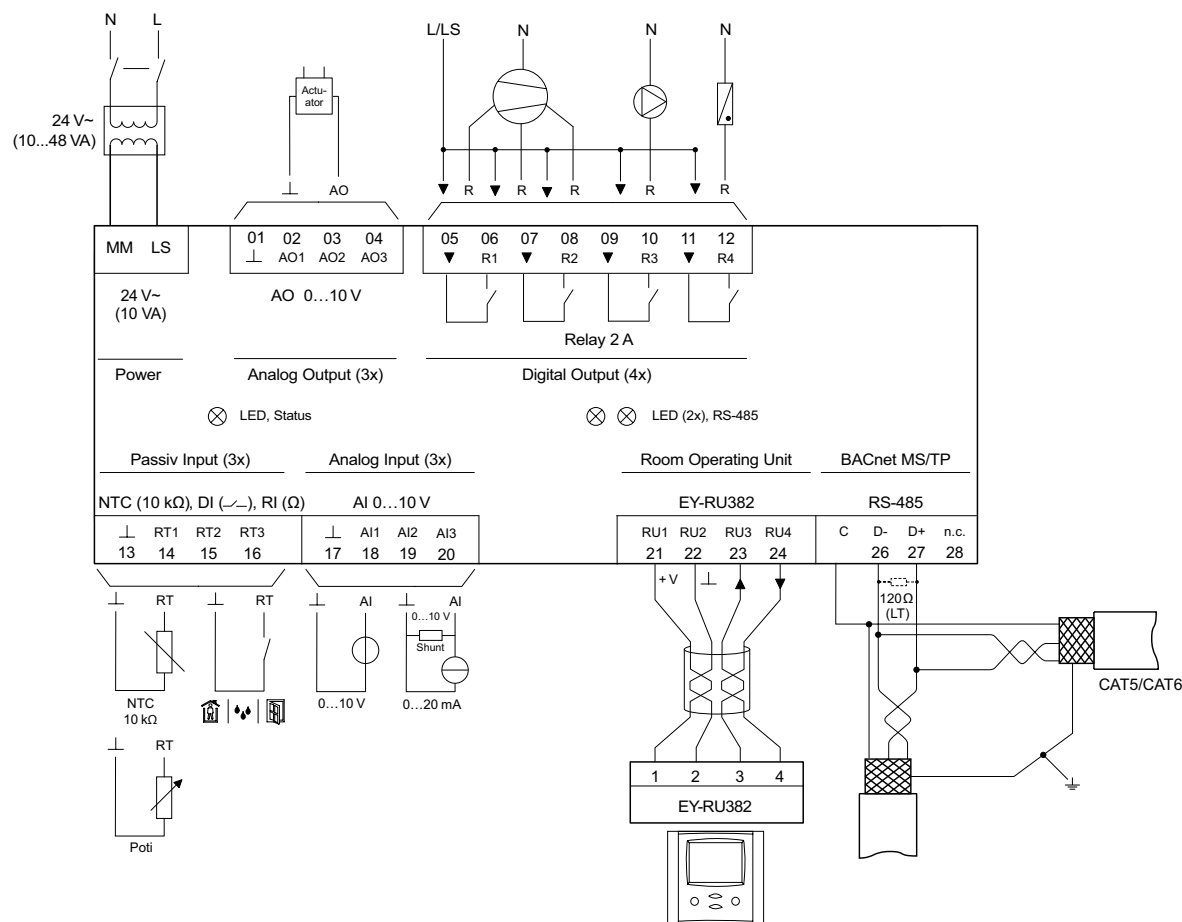 N L
L/LS N N N
24 V~
(10...48 VA)
Actu-
ator
⊥ AO
▼ R ▼ R ▼ R ▼ R ▼ R
MM LS
01 02 03 04
⊥ AO1 AO2 AO3
05 06 07 08 09 10 11 12
▼ R1 ▼ R2 ▼ R3 ▼ R4
24 V~
(10 VA)
AO 0…10 V
Relay 2 A
Power
Analog Output (3x)
Digital Output (4x)
LED, Status
LED (2x), RS-485
Passiv Input (3x)
Analog Input (3x)
Room Operating Unit
BACnet MS/TP
NTC (10 kΩ), DI ( ), RI (Ω)
AI 0…10 V
EY-RU382
RS-485
⊥ RT1 RT2 RT3
13 14 15 16
⊥ AI1 AI2 AI3
17 18 19 20
RU1 RU2 RU3 RU4
21 22 23 24
C D- D+ n.c.
26 27 28
+ V ⊥ ▲ ▼
120 Ω
(LT)
⊥ RT
NTC
10 kΩ
⊥ RT
⊥ AI
0…10 V
⊥ AI
0…10 V
Shunt
0…20 mA
CAT5/CAT6
⊥ RT
Poti
1 2 3 4
EY-RU382